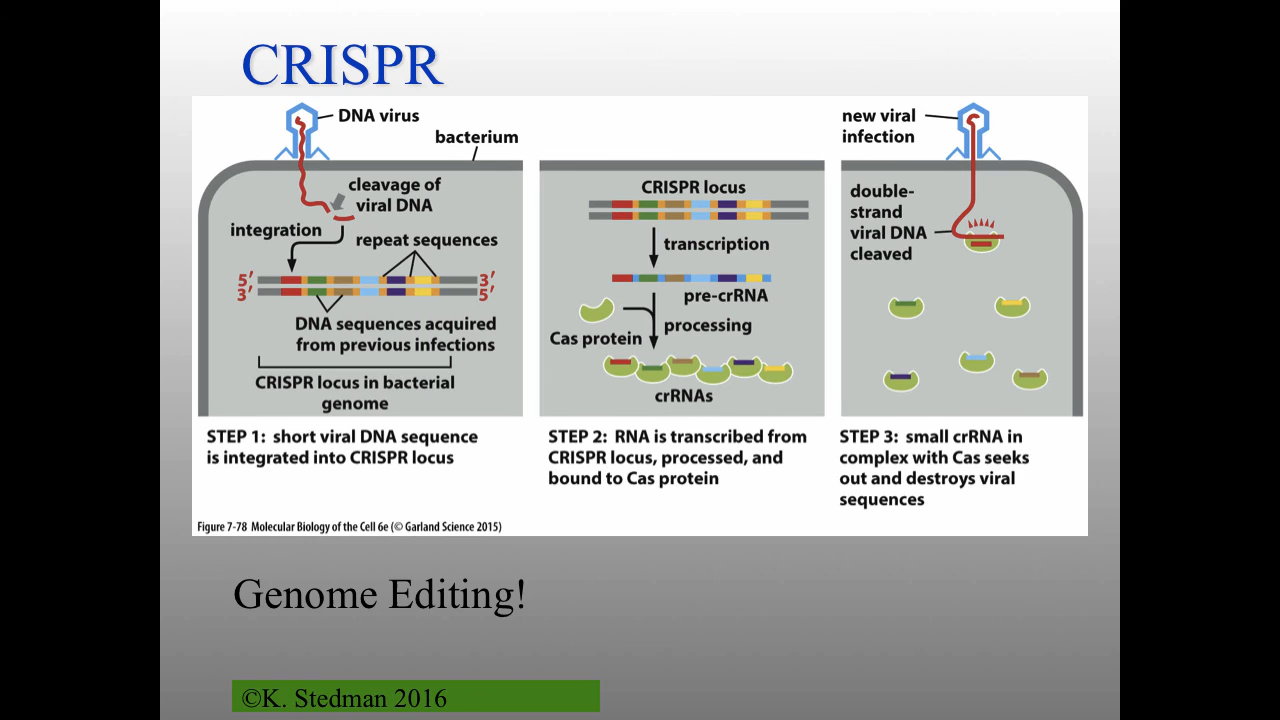 CRISPR
DNA virus
bacterium
cleavage of
viral DNA
integration
repeat sequences
5′
3′
3′
5′
DNA sequences acquired
from previous infections
CRISPR locus in bacterial
genome
STEP 1: short viral DNA sequence
is integrated into CRISPR locus
CRISPR locus
transcription
pre-crRNA
processing
Cas protein
crRNAs
STEP 2: RNA is transcribed from
CRISPR locus, processed, and
bound to Cas protein
new viral
infection
double-
strand
viral DNA
cleaved
STEP 3: small crRNA in
complex with Cas seeks
out and destroys viral
sequences
Figure 7-78 Molecular Biology of the Cell 6e (© Garland Science 2015)
Genome Editing!
©K. Stedman 2016